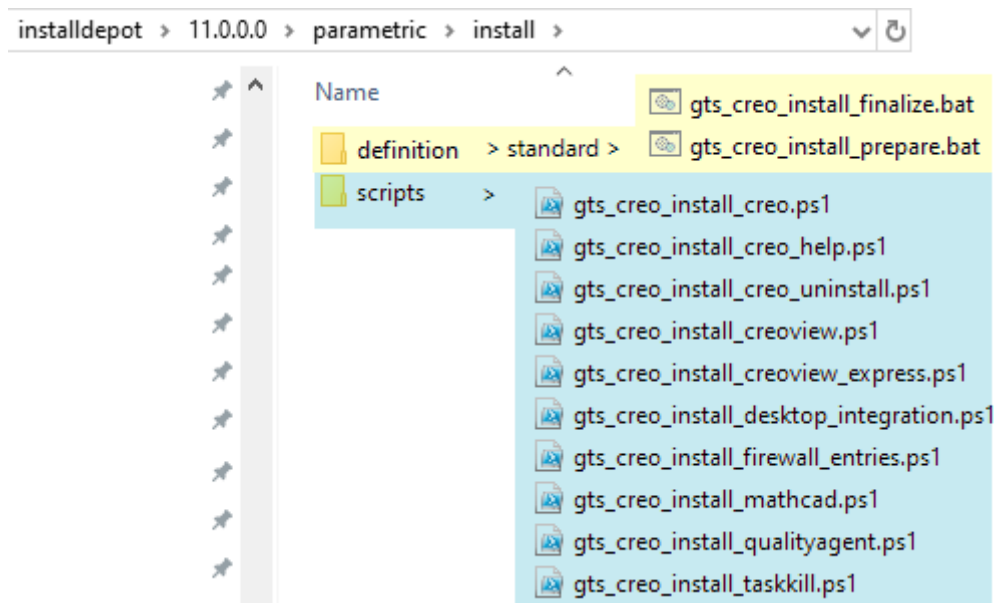 installdepot > 11.0.0.0 > parametric > install >
Name
gts_creo_install_finalize.bat
definition > standard > gts_creo_install_prepare.bat
scripts > gts_creo_install_creo.ps1
gts_creo_install_creo_help.ps1
gts_creo_install_creo_uninstall.ps1
gts_creo_install_creoview.ps1
gts_creo_install_creoview_express.ps1
gts_creo_install_desktop_integration.ps1
gts_creo_install_firewall_entries.ps1
gts_creo_install_mathcad.ps1
gts_creo_install_qualityagent.ps1
gts_creo_install_taskkill.ps1